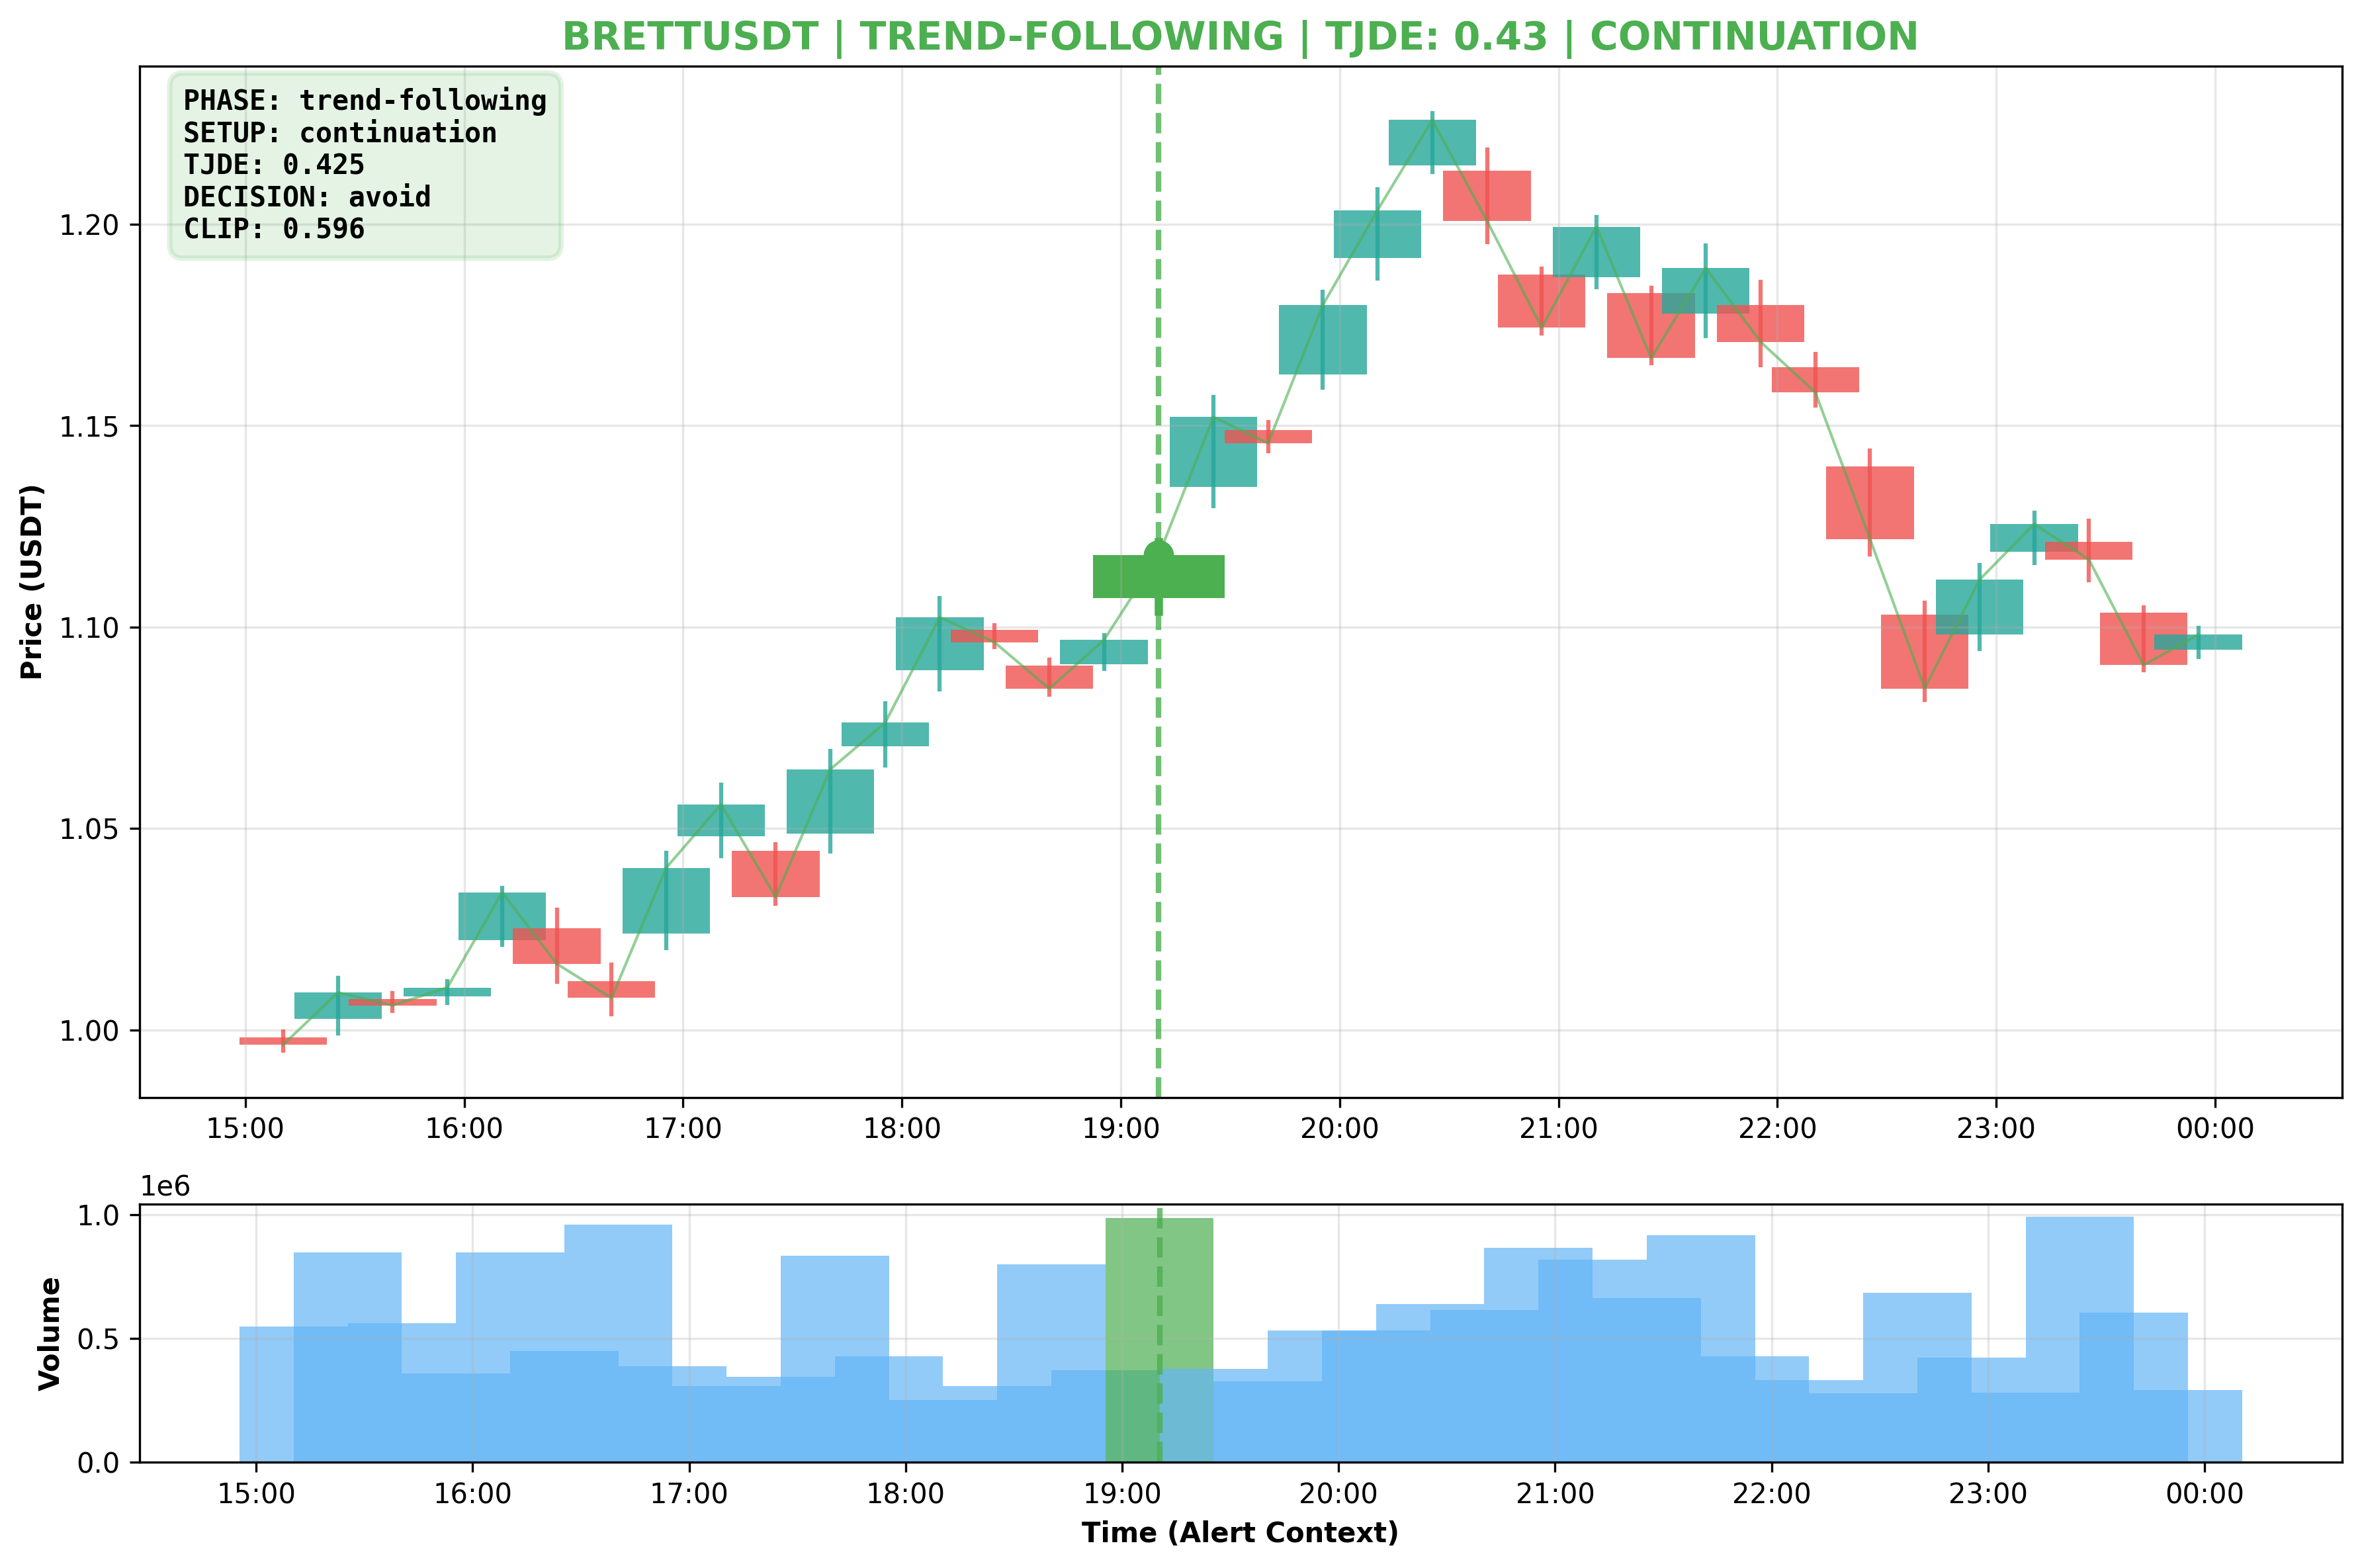 BRETTUSDT | TREND-FOLLOWING | TJDE: 0.43 | CONTINUATION
PHASE: trend-following
SETUP: continuation
TJDE: 0.425
DECISION: avoid
CLIP: 0.596
Price (USDT)
1.20
1.15
1.10
1.05
1.00
15:00 16:00 17:00 18:00 19:00 20:00 21:00 22:00 23:00 00:00
1e6
Volume
1.0
0.5
0.0
15:00 16:00 17:00 18:00 19:00 20:00 21:00 22:00 23:00 00:00
Time (Alert Context)